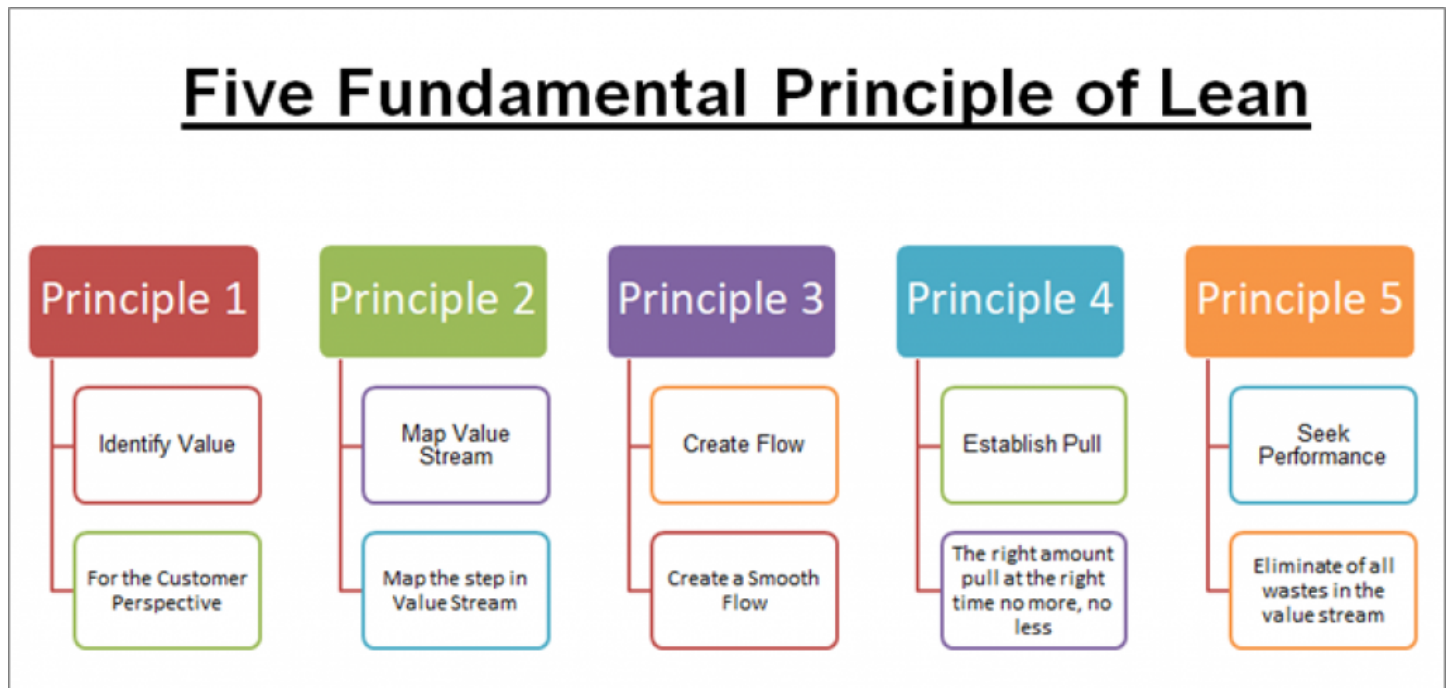 Five Fundamental Principle of Lean
Principle 1
Identify Value
For the Customer
Perspective
Principle 2
Map Value
Stream
Map the step in
Value Stream
Principle 3
Create Flow
Create a Smooth
Flow
Principle 4
Establish Pull
The right amount
pull at the right
time no more, no
less
Principle 5
Seek
Performance
Eliminate of all
wastes in the
value stream